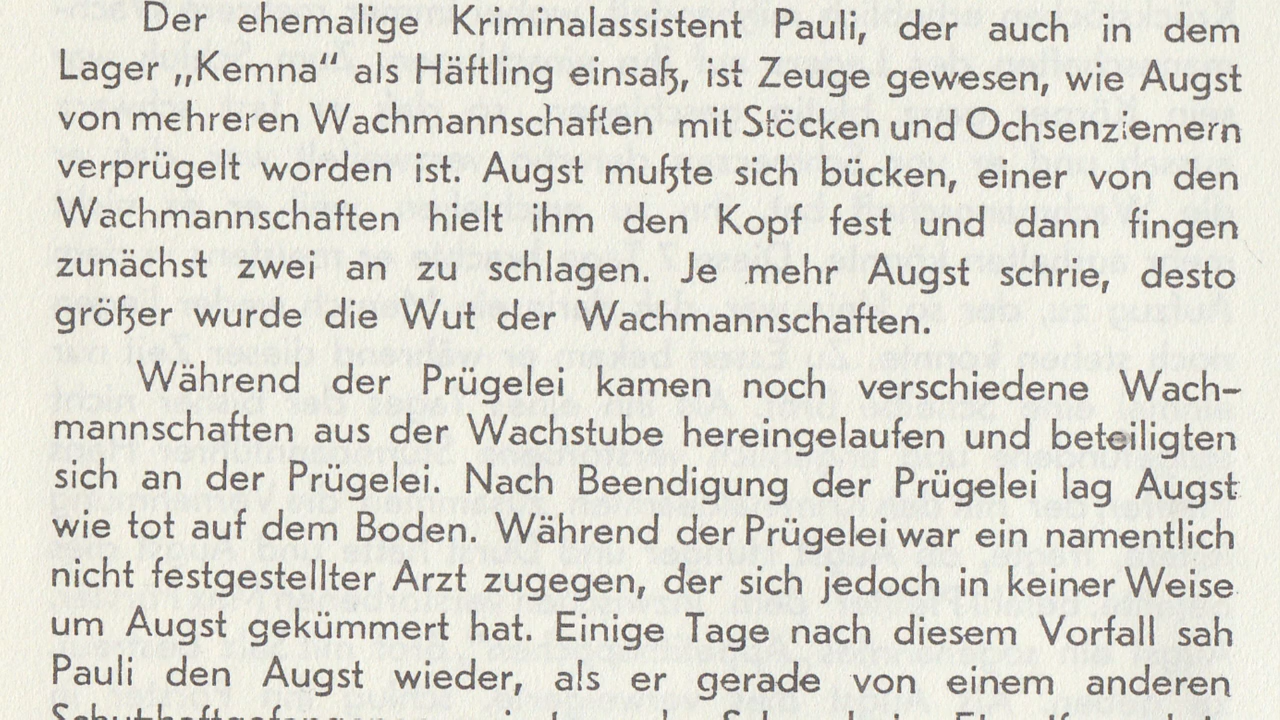 Der ehemalige Kriminalassistent Pauli, der auch in dem
Lager „Kemna“ als Häftling einsaß, ist Zeuge gewesen, wie Augst
von mehreren Wachmannschaften mit Stöcken und Ochsenziemern
verprügelt worden ist. Augst mußte sich bücken, einer von den
Wachmannschaften hielt ihm den Kopf fest und dann fingen
zunächst zwei an zu schlagen. Je mehr Augst schrie, desto
größer wurde die Wut der Wachmannschaften.
Während der Prügelei kamen noch verschiedene Wach-
mannschaften aus der Wachstube hereingelaufen und beteiligten
sich an der Prügelei. Nach Beendigung der Prügelei lag Augst
wie tot auf dem Boden. Während der Prügelei war ein namentlich
nicht festgestellter Arzt zugegen, der sich jedoch in keiner Weise
um Augst gekümmert hat. Einige Tage nach diesem Vorfall sah
Pauli den Augst wieder, als er gerade von einem anderen